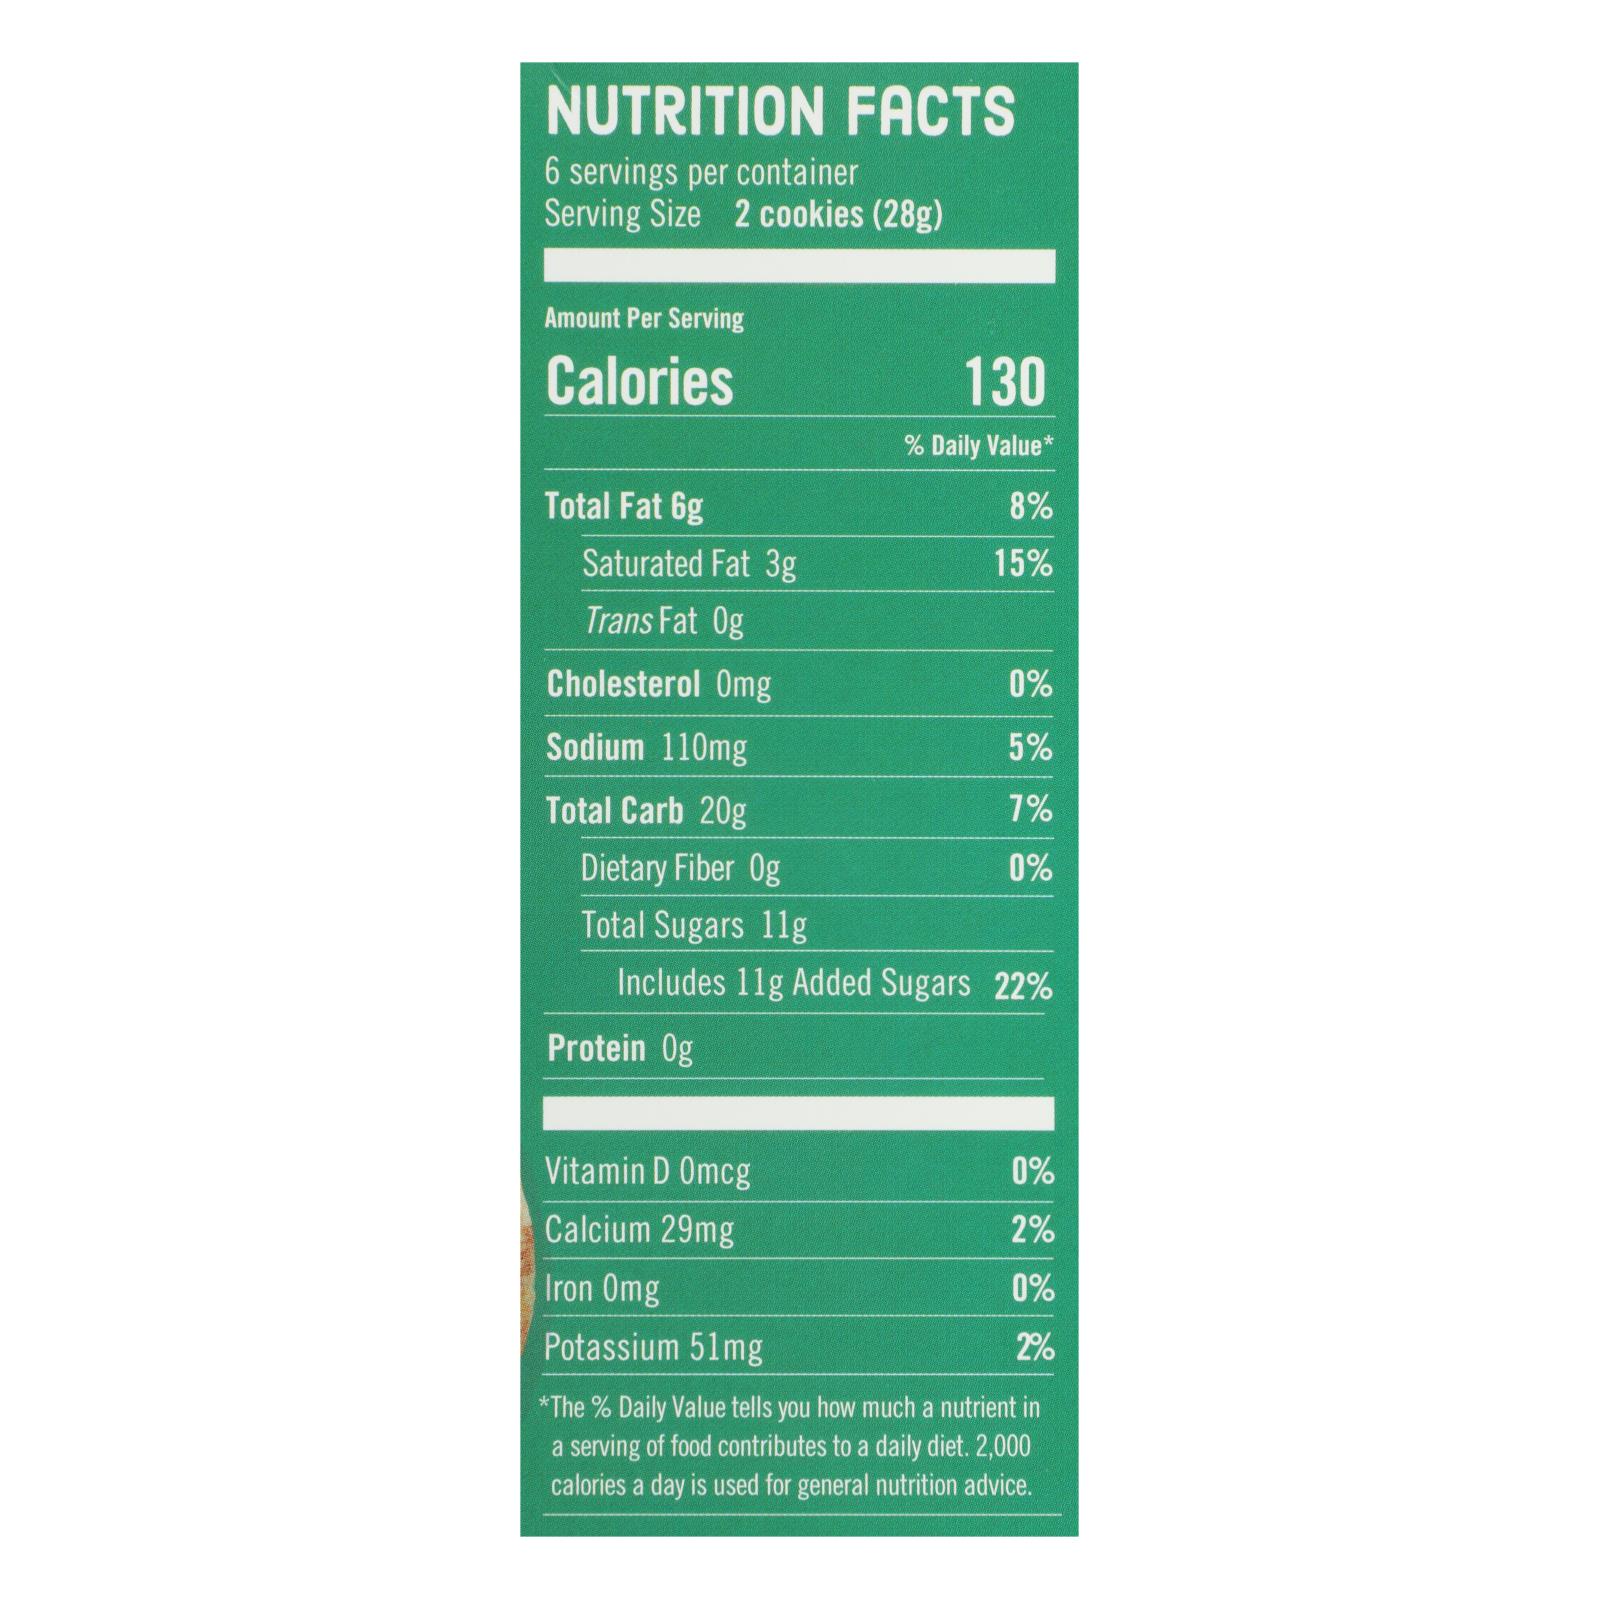 NUTRITION FACTS
6 servings per container
Serving Size 2 cookies (28g)
Amount Per Serving
Calories 130
% Daily Value*
Total Fat 6g 8%
Saturated Fat 3g 15%
Trans Fat 0g
Cholesterol 0mg 0%
Sodium 110mg 5%
Total Carb 20g 7%
Dietary Fiber 0g 0%
Total Sugars 11g
Includes 11g Added Sugars 22%
Protein 0g
Vitamin D 0mcg 0%
Calcium 29mg 2%
Iron 0mg 0%
Potassium 51mg 2%
*The % Daily Value tells you how much a nutrient in
a serving of food contributes to a daily diet. 2,000
calories a day is used for general nutrition advice.